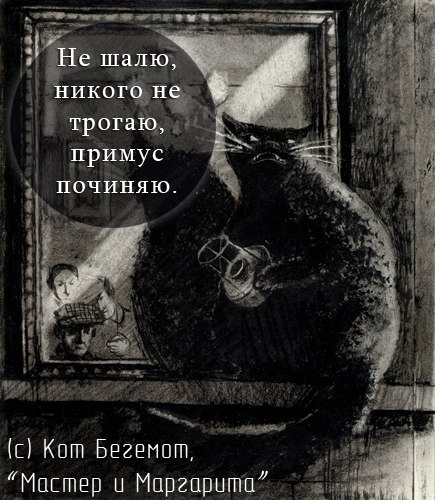 Не шалю,
никого не
трогаю,
примус
починяю.
(с) Кот Бегемот,
“Мастер и Маргарита”